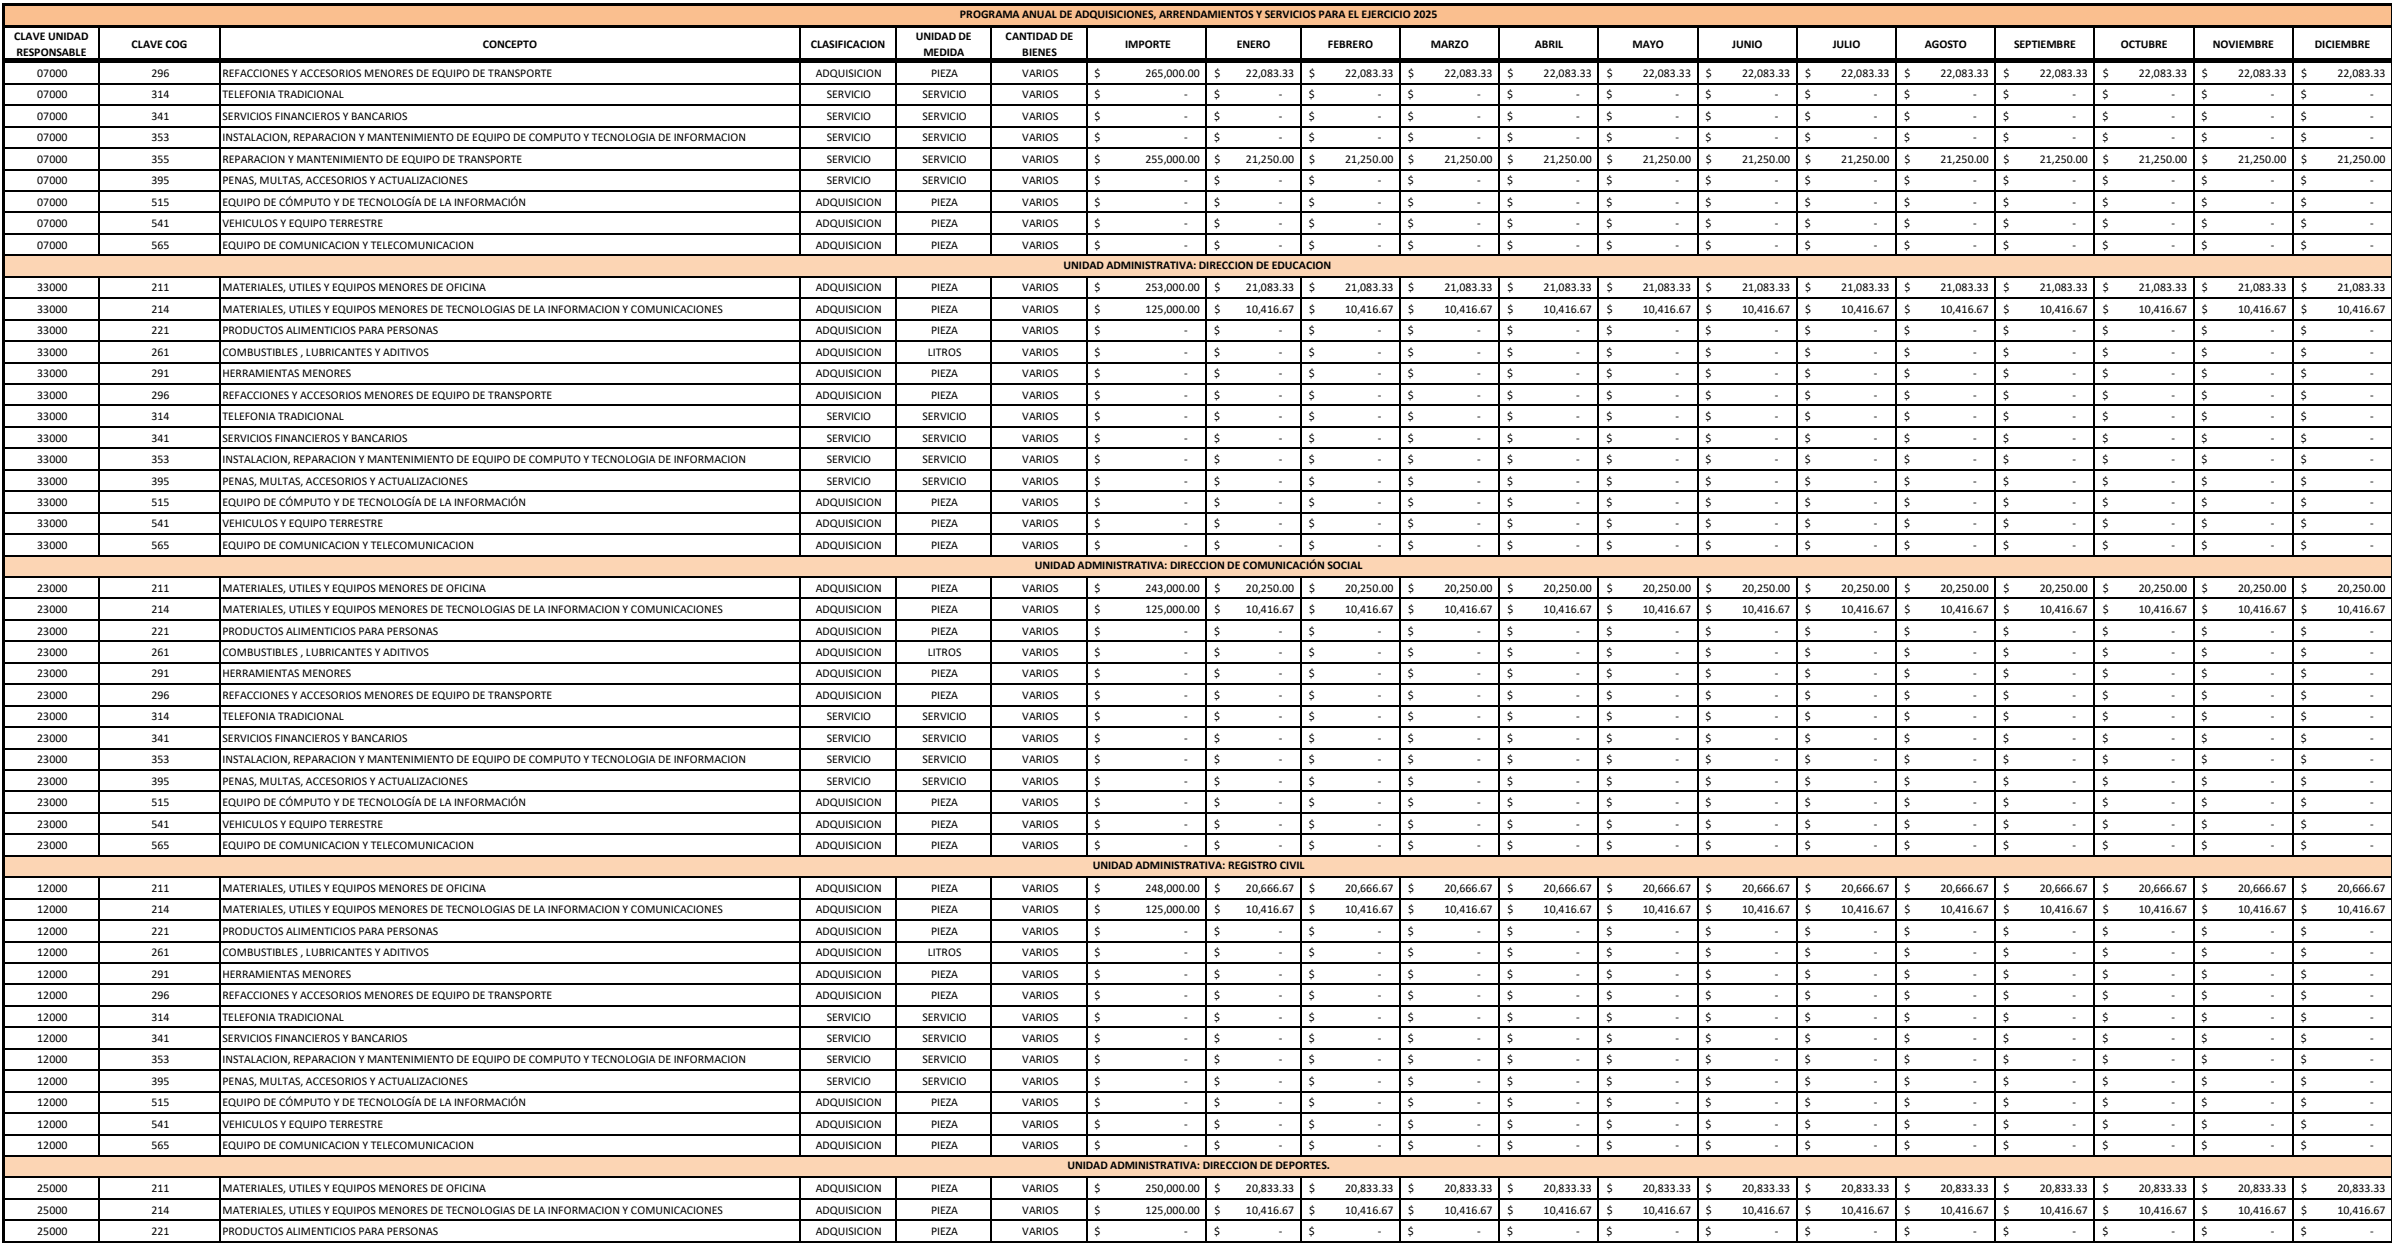 PROGRAMA ANUAL DE ADQUISICIONES, ARRENDAMIENTOS Y SERVICIOS PARA EL EJERCICIO 2025
CLAVE UNIDAD RESPONSABLE CLAVE COG CONCEPTO CLASIFICACION UNIDAD DE MEDIDA CANTIDAD DE BIENES IMPORTE ENERO FEBRERO MARZO ABRIL MAYO JUNIO JULIO AGOSTO SEPTIEMBRE OCTUBRE NOVIEMBRE DICIEMBRE
07000 296 REFACCIONES Y ACCESORIOS MENORES DE EQUIPO DE TRANSPORTE ADQUISICION PIEZA VARIOS $ 265,000.00 $ 22,083.33 $ 22,083.33 $ 22,083.33 $ 22,083.33 $ 22,083.33 $ 22,083.33 $ 22,083.33 $ 22,083.33 $ 22,083.33 $ 22,083.33 $ 22,083.33 $ 22,083.33
07000 314 TELEFONIA TRADICIONAL SERVICIO SERVICIO VARIOS $ - $ - $ - $ - $ - $ - $ - $ - $ - $ - $ - $ - $ -
07000 341 SERVICIOS FINANCIEROS Y BANCARIOS SERVICIO SERVICIO VARIOS $ - $ - $ - $ - $ - $ - $ - $ - $ - $ - $ - $ - $ -
07000 353 INSTALACION, REPARACION Y MANTENIMIENTO DE EQUIPO DE COMPUTO Y TECNOLOGIA DE INFORMACION SERVICIO SERVICIO VARIOS $ - $ - $ - $ - $ - $ - $ - $ - $ - $ - $ - $ - $ -
07000 355 REPARACION Y MANTENIMIENTO DE EQUIPO DE TRANSPORTE SERVICIO SERVICIO VARIOS $ 255,000.00 $ 21,250.00 $ 21,250.00 $ 21,250.00 $ 21,250.00 $ 21,250.00 $ 21,250.00 $ 21,250.00 $ 21,250.00 $ 21,250.00 $ 21,250.00 $ 21,250.00 $ 21,250.00
07000 395 PENAS, MULTAS, ACCESORIOS Y ACTUALIZACIONES SERVICIO SERVICIO VARIOS $ - $ - $ - $ - $ - $ - $ - $ - $ - $ - $ - $ - $ -
07000 515 EQUIPO DE CÓMPUTO Y DE TECNOLOGÍA DE LA INFORMACIÓN ADQUISICION PIEZA VARIOS $ - $ - $ - $ - $ - $ - $ - $ - $ - $ - $ - $ - $ -
07000 541 VEHICULOS Y EQUIPO TERRESTRE ADQUISICION PIEZA VARIOS $ - $ - $ - $ - $ - $ - $ - $ - $ - $ - $ - $ - $ -
07000 565 EQUIPO DE COMUNICACION Y TELECOMUNICACION ADQUISICION PIEZA VARIOS $ - $ - $ - $ - $ - $ - $ - $ - $ - $ - $ - $ - $ -
UNIDAD ADMINISTRATIVA: DIRECCION DE EDUCACION
33000 211 MATERIALES, UTILES Y EQUIPOS MENORES DE OFICINA ADQUISICION PIEZA VARIOS $ 253,000.00 $ 21,083.33 $ 21,083.33 $ 21,083.33 $ 21,083.33 $ 21,083.33 $ 21,083.33 $ 21,083.33 $ 21,083.33 $ 21,083.33 $ 21,083.33 $ 21,083.33 $ 21,083.33
33000 214 MATERIALES, UTILES Y EQUIPOS MENORES DE TECNOLOGIAS DE LA INFORMACION Y COMUNICACIONES ADQUISICION PIEZA VARIOS $ 125,000.00 $ 10,416.67 $ 10,416.67 $ 10,416.67 $ 10,416.67 $ 10,416.67 $ 10,416.67 $ 10,416.67 $ 10,416.67 $ 10,416.67 $ 10,416.67 $ 10,416.67 $ 10,416.67
33000 221 PRODUCTOS ALIMENTICIOS PARA PERSONAS ADQUISICION PIEZA VARIOS $ - $ - $ - $ - $ - $ - $ - $ - $ - $ - $ - $ - $ -
33000 261 COMBUSTIBLES , LUBRICANTES Y ADITIVOS ADQUISICION LITROS VARIOS $ - $ - $ - $ - $ - $ - $ - $ - $ - $ - $ - $ - $ -
33000 291 HERRAMIENTAS MENORES ADQUISICION PIEZA VARIOS $ - $ - $ - $ - $ - $ - $ - $ - $ - $ - $ - $ - $ -
33000 296 REFACCIONES Y ACCESORIOS MENORES DE EQUIPO DE TRANSPORTE ADQUISICION PIEZA VARIOS $ - $ - $ - $ - $ - $ - $ - $ - $ - $ - $ - $ - $ -
33000 314 TELEFONIA TRADICIONAL SERVICIO SERVICIO VARIOS $ - $ - $ - $ - $ - $ - $ - $ - $ - $ - $ - $ - $ -
33000 341 SERVICIOS FINANCIEROS Y BANCARIOS SERVICIO SERVICIO VARIOS $ - $ - $ - $ - $ - $ - $ - $ - $ - $ - $ - $ - $ -
33000 353 INSTALACION, REPARACION Y MANTENIMIENTO DE EQUIPO DE COMPUTO Y TECNOLOGIA DE INFORMACION SERVICIO SERVICIO VARIOS $ - $ - $ - $ - $ - $ - $ - $ - $ - $ - $ - $ - $ -
33000 395 PENAS, MULTAS, ACCESORIOS Y ACTUALIZACIONES SERVICIO SERVICIO VARIOS $ - $ - $ - $ - $ - $ - $ - $ - $ - $ - $ - $ - $ -
33000 515 EQUIPO DE CÓMPUTO Y DE TECNOLOGÍA DE LA INFORMACIÓN ADQUISICION PIEZA VARIOS $ - $ - $ - $ - $ - $ - $ - $ - $ - $ - $ - $ - $ -
33000 541 VEHICULOS Y EQUIPO TERRESTRE ADQUISICION PIEZA VARIOS $ - $ - $ - $ - $ - $ - $ - $ - $ - $ - $ - $ - $ -
33000 565 EQUIPO DE COMUNICACION Y TELECOMUNICACION ADQUISICION PIEZA VARIOS $ - $ - $ - $ - $ - $ - $ - $ - $ - $ - $ - $ - $ -
UNIDAD ADMINISTRATIVA: DIRECCION DE COMUNICACIÓN SOCIAL
23000 211 MATERIALES, UTILES Y EQUIPOS MENORES DE OFICINA ADQUISICION PIEZA VARIOS $ 243,000.00 $ 20,250.00 $ 20,250.00 $ 20,250.00 $ 20,250.00 $ 20,250.00 $ 20,250.00 $ 20,250.00 $ 20,250.00 $ 20,250.00 $ 20,250.00 $ 20,250.00 $ 20,250.00
23000 214 MATERIALES, UTILES Y EQUIPOS MENORES DE TECNOLOGIAS DE LA INFORMACION Y COMUNICACIONES ADQUISICION PIEZA VARIOS $ 125,000.00 $ 10,416.67 $ 10,416.67 $ 10,416.67 $ 10,416.67 $ 10,416.67 $ 10,416.67 $ 10,416.67 $ 10,416.67 $ 10,416.67 $ 10,416.67 $ 10,416.67 $ 10,416.67
23000 221 PRODUCTOS ALIMENTICIOS PARA PERSONAS ADQUISICION PIEZA VARIOS $ - $ - $ - $ - $ - $ - $ - $ - $ - $ - $ - $ - $ -
23000 261 COMBUSTIBLES , LUBRICANTES Y ADITIVOS ADQUISICION LITROS VARIOS $ - $ - $ - $ - $ - $ - $ - $ - $ - $ - $ - $ - $ -
23000 291 HERRAMIENTAS MENORES ADQUISICION PIEZA VARIOS $ - $ - $ - $ - $ - $ - $ - $ - $ - $ - $ - $ - $ -
23000 296 REFACCIONES Y ACCESORIOS MENORES DE EQUIPO DE TRANSPORTE ADQUISICION PIEZA VARIOS $ - $ - $ - $ - $ - $ - $ - $ - $ - $ - $ - $ - $ -
23000 314 TELEFONIA TRADICIONAL SERVICIO SERVICIO VARIOS $ - $ - $ - $ - $ - $ - $ - $ - $ - $ - $ - $ - $ -
23000 341 SERVICIOS FINANCIEROS Y BANCARIOS SERVICIO SERVICIO VARIOS $ - $ - $ - $ - $ - $ - $ - $ - $ - $ - $ - $ - $ -
23000 353 INSTALACION, REPARACION Y MANTENIMIENTO DE EQUIPO DE COMPUTO Y TECNOLOGIA DE INFORMACION SERVICIO SERVICIO VARIOS $ - $ - $ - $ - $ - $ - $ - $ - $ - $ - $ - $ - $ -
23000 395 PENAS, MULTAS, ACCESORIOS Y ACTUALIZACIONES SERVICIO SERVICIO VARIOS $ - $ - $ - $ - $ - $ - $ - $ - $ - $ - $ - $ - $ -
23000 515 EQUIPO DE CÓMPUTO Y DE TECNOLOGÍA DE LA INFORMACIÓN ADQUISICION PIEZA VARIOS $ - $ - $ - $ - $ - $ - $ - $ - $ - $ - $ - $ - $ -
23000 541 VEHICULOS Y EQUIPO TERRESTRE ADQUISICION PIEZA VARIOS $ - $ - $ - $ - $ - $ - $ - $ - $ - $ - $ - $ - $ -
23000 565 EQUIPO DE COMUNICACION Y TELECOMUNICACION ADQUISICION PIEZA VARIOS $ - $ - $ - $ - $ - $ - $ - $ - $ - $ - $ - $ - $ -
UNIDAD ADMINISTRATIVA: REGISTRO CIVIL
12000 211 MATERIALES, UTILES Y EQUIPOS MENORES DE OFICINA ADQUISICION PIEZA VARIOS $ 248,000.00 $ 20,666.67 $ 20,666.67 $ 20,666.67 $ 20,666.67 $ 20,666.67 $ 20,666.67 $ 20,666.67 $ 20,666.67 $ 20,666.67 $ 20,666.67 $ 20,666.67 $ 20,666.67
12000 214 MATERIALES, UTILES Y EQUIPOS MENORES DE TECNOLOGIAS DE LA INFORMACION Y COMUNICACIONES ADQUISICION PIEZA VARIOS $ 125,000.00 $ 10,416.67 $ 10,416.67 $ 10,416.67 $ 10,416.67 $ 10,416.67 $ 10,416.67 $ 10,416.67 $ 10,416.67 $ 10,416.67 $ 10,416.67 $ 10,416.67 $ 10,416.67
12000 221 PRODUCTOS ALIMENTICIOS PARA PERSONAS ADQUISICION PIEZA VARIOS $ - $ - $ - $ - $ - $ - $ - $ - $ - $ - $ - $ - $ -
12000 261 COMBUSTIBLES , LUBRICANTES Y ADITIVOS ADQUISICION LITROS VARIOS $ - $ - $ - $ - $ - $ - $ - $ - $ - $ - $ - $ - $ -
12000 291 HERRAMIENTAS MENORES ADQUISICION PIEZA VARIOS $ - $ - $ - $ - $ - $ - $ - $ - $ - $ - $ - $ - $ -
12000 296 REFACCIONES Y ACCESORIOS MENORES DE EQUIPO DE TRANSPORTE ADQUISICION PIEZA VARIOS $ - $ - $ - $ - $ - $ - $ - $ - $ - $ - $ - $ - $ -
12000 314 TELEFONIA TRADICIONAL SERVICIO SERVICIO VARIOS $ - $ - $ - $ - $ - $ - $ - $ - $ - $ - $ - $ - $ -
12000 341 SERVICIOS FINANCIEROS Y BANCARIOS SERVICIO SERVICIO VARIOS $ - $ - $ - $ - $ - $ - $ - $ - $ - $ - $ - $ - $ -
12000 353 INSTALACION, REPARACION Y MANTENIMIENTO DE EQUIPO DE COMPUTO Y TECNOLOGIA DE INFORMACION SERVICIO SERVICIO VARIOS $ - $ - $ - $ - $ - $ - $ - $ - $ - $ - $ - $ - $ -
12000 395 PENAS, MULTAS, ACCESORIOS Y ACTUALIZACIONES SERVICIO SERVICIO VARIOS $ - $ - $ - $ - $ - $ - $ - $ - $ - $ - $ - $ - $ -
12000 515 EQUIPO DE CÓMPUTO Y DE TECNOLOGÍA DE LA INFORMACIÓN ADQUISICION PIEZA VARIOS $ - $ - $ - $ - $ - $ - $ - $ - $ - $ - $ - $ - $ -
12000 541 VEHICULOS Y EQUIPO TERRESTRE ADQUISICION PIEZA VARIOS $ - $ - $ - $ - $ - $ - $ - $ - $ - $ - $ - $ - $ -
12000 565 EQUIPO DE COMUNICACION Y TELECOMUNICACION ADQUISICION PIEZA VARIOS $ - $ - $ - $ - $ - $ - $ - $ - $ - $ - $ - $ - $ -
UNIDAD ADMINISTRATIVA: DIRECCION DE DEPORTES.
25000 211 MATERIALES, UTILES Y EQUIPOS MENORES DE OFICINA ADQUISICION PIEZA VARIOS $ 250,000.00 $ 20,833.33 $ 20,833.33 $ 20,833.33 $ 20,833.33 $ 20,833.33 $ 20,833.33 $ 20,833.33 $ 20,833.33 $ 20,833.33 $ 20,833.33 $ 20,833.33 $ 20,833.33
25000 214 MATERIALES, UTILES Y EQUIPOS MENORES DE TECNOLOGIAS DE LA INFORMACION Y COMUNICACIONES ADQUISICION PIEZA VARIOS $ 125,000.00 $ 10,416.67 $ 10,416.67 $ 10,416.67 $ 10,416.67 $ 10,416.67 $ 10,416.67 $ 10,416.67 $ 10,416.67 $ 10,416.67 $ 10,416.67 $ 10,416.67 $ 10,416.67
25000 221 PRODUCTOS ALIMENTICIOS PARA PERSONAS ADQUISICION PIEZA VARIOS $ - $ - $ - $ - $ - $ - $ - $ - $ - $ - $ - $ - $ -